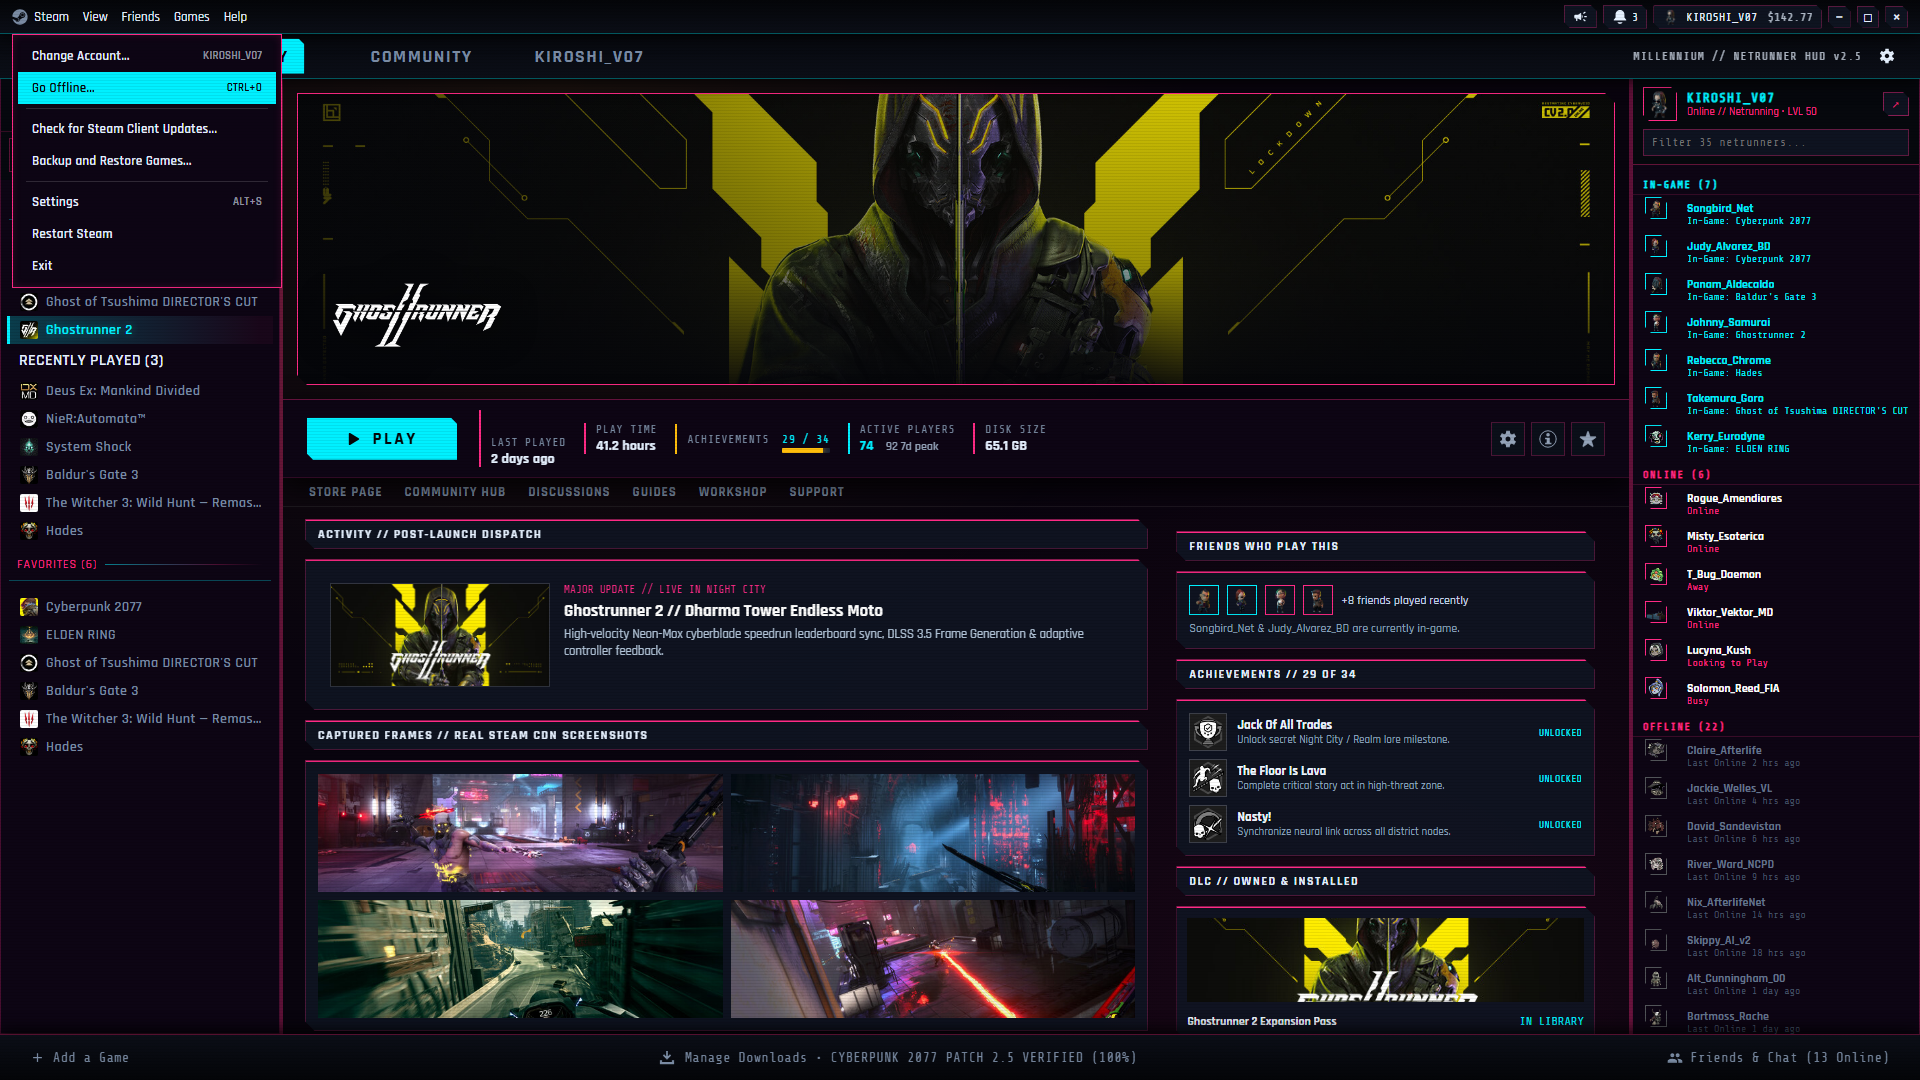 Steam View Friends Games Help
3
KIROSHI_V07 $142.77
Change Account... KIROSHI_V07
Go Offline... CTRL+O
Check for Steam Client Updates...
Backup and Restore Games...
Settings ALT+S
Restart Steam
Exit
Y COMMUNITY KIROSHI_V07
MILLENNIUM // NETRUNNER HUD v2.5
Ghost of Tsushima DIRECTOR'S CUT
Ghostrunner 2
RECENTLY PLAYED (3)
Deus Ex: Mankind Divided
NieR:Automata™
System Shock
Baldur's Gate 3
The Witcher 3: Wild Hunt – Remas...
Hades
FAVORITES (6)
Cyberpunk 2077
ELDEN RING
Ghost of Tsushima DIRECTOR'S CUT
Baldur's Gate 3
The Witcher 3: Wild Hunt – Remas...
Hades
LOCKDOWN
GHOSTRUNNER
PLAY
LAST PLAYED
2 days ago
PLAY TIME
41.2 hours
ACHIEVEMENTS 29 / 34
ACTIVE PLAYERS
74 92 7d peak
DISK SIZE
65.1 GB
STORE PAGE COMMUNITY HUB DISCUSSIONS GUIDES WORKSHOP SUPPORT
ACTIVITY // POST-LAUNCH DISPATCH
GHOSTRUNNER
MAJOR UPDATE // LIVE IN NIGHT CITY
Ghostrunner 2 // Dharma Tower Endless Moto
High-velocity Neon-Mox cyberblade speedrun leaderboard sync, DLSS 3.5 Frame Generation & adaptive
controller feedback.
CAPTURED FRAMES // REAL STEAM CDN SCREENSHOTS
226
FRIENDS WHO PLAY THIS
+8 friends played recently
Songbird_Net & Judy_Alvarez_BD are currently in-game.
ACHIEVEMENTS // 29 OF 34
Jack Of All Trades
Unlock secret Night City / Realm lore milestone.
UNLOCKED
The Floor Is Lava
Complete critical story act in high-threat zone.
UNLOCKED
Nasty!
Synchronize neural link across all district nodes.
UNLOCKED
DLC // OWNED & INSTALLED
GHOSTRUNNER
Ghostrunner 2 Expansion Pass IN LIBRARY
KIROSHI_V07
Online // Netrunning · LVL 50
Filter 35 netrunners...
IN-GAME (7)
Songbird_Net
In-Game: Cyberpunk 2077
Judy_Alvarez_BD
In-Game: Cyberpunk 2077
Panam_Aldecaldo
In-Game: Baldur's Gate 3
Johnny_Samurai
In-Game: Ghostrunner 2
Rebecca_Chrome
In-Game: Hades
Takemura_Goro
In-Game: Ghost of Tsushima DIRECTOR'S CUT
Kerry_Eurodyne
In-Game: ELDEN RING
ONLINE (6)
Rogue_Amendiares
Online
Misty_Esoterica
Online
T_Bug_Daemon
Away
Viktor_Vektor_MD
Online
Lucyna_Kush
Looking to Play
Solomon_Reed_FIA
Busy
OFFLINE (22)
Claire_Afterlife
Last Online 2 hrs ago
Jackie_Welles_VL
Last Online 4 hrs ago
David_Sandevistan
Last Online 6 hrs ago
River_Ward_NCPD
Last Online 9 hrs ago
Nix_AfterlifeNet
Last Online 14 hrs ago
Skippy_AI_v2
Last Online 18 hrs ago
Alt_Cunningham_00
Last Online 1 day ago
Bartmoss_Rache
Last Online 1 day ago
+ Add a Game
Manage Downloads · CYBERPUNK 2077 PATCH 2.5 VERIFIED (100%)
Friends & Chat (13 Online)